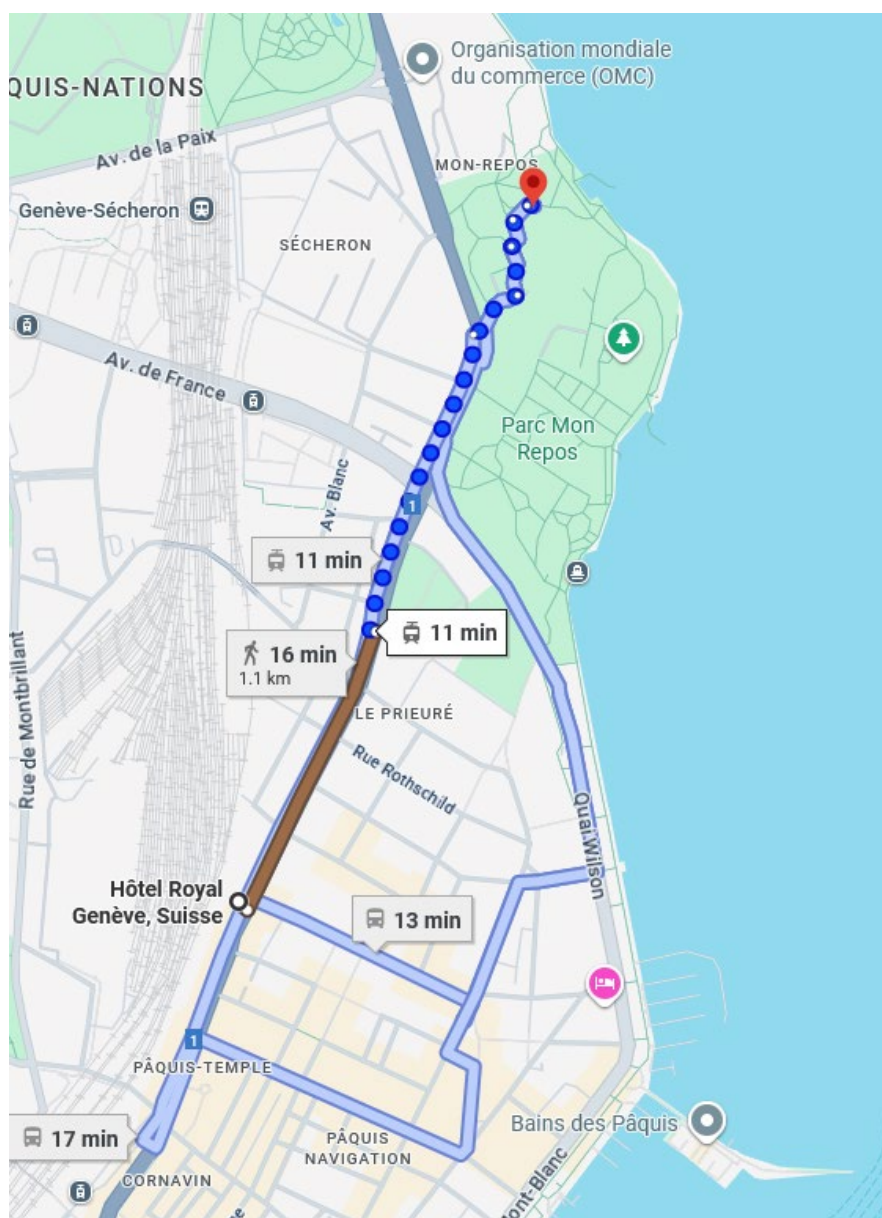 Organisation mondiale
du commerce (OMC)
QUIS-NATIONS
Av. de la Paix
MON-REPOS
Genève-Sécheron
SÉCHERON
Av. de France
Parc Mon
Repos
Av. Blanc
1
11 min
11 min
16 min
1.1 km
LE PRIEURÉ
Rue de Montbrillant
Rue Rothschild
Quai Wilson
Hôtel Royal
Genève, Suisse
13 min
1
PÂQUIS-TEMPLE
17 min
PÂQUIS
NAVIGATION
Bains des Pâquis
CORNAVIN
ont-Blanc